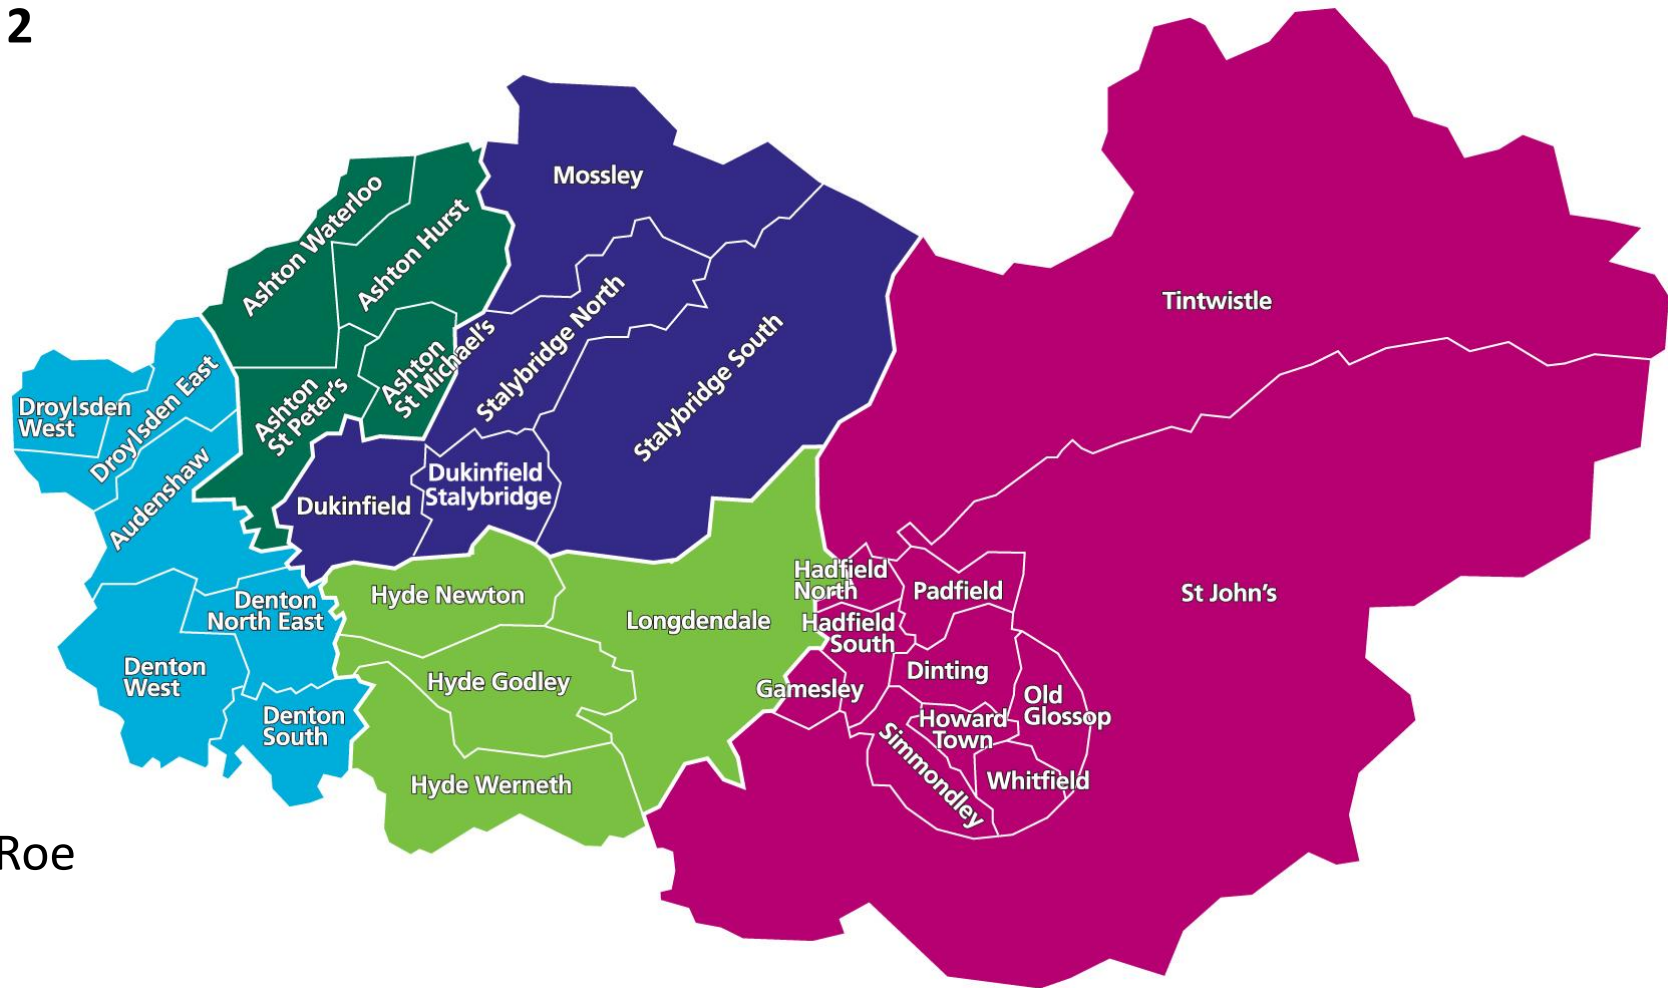 2
Mossley
Ashton Waterloo
Ashton Hurst
Tintwistle
Stalybridge North
Ashton
St Michael's
Stalybridge South
Droylsden
West
Droylsden East
Ashton
St Peter's
Audenshaw
Dukinfield
Dukinfield
Stalybridge
Hadfield
North
Padfield
St John's
Hyde Newton
Denton
North East
Longdendale
Hadfield
South
Denton
West
Hyde Godley
Gamesley
Dinting
Old
Glossop
Denton
South
Howard
Town
Simmondley
Whitfield
Hyde Werneth
Roe